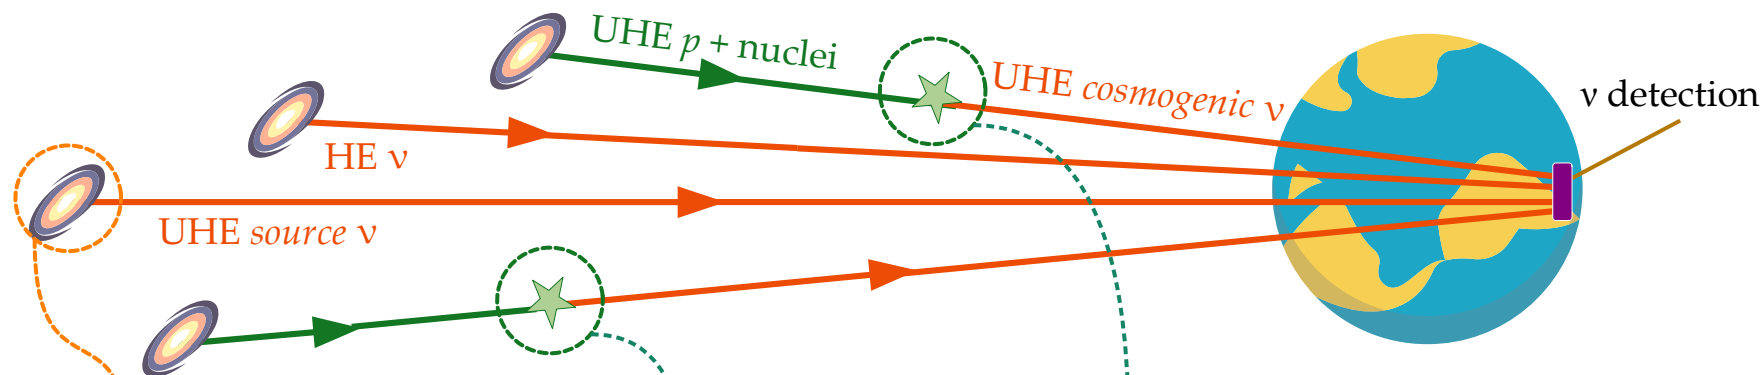 UHE p + nuclei
UHE cosmogenic ν
ν detection
HE ν
UHE source ν